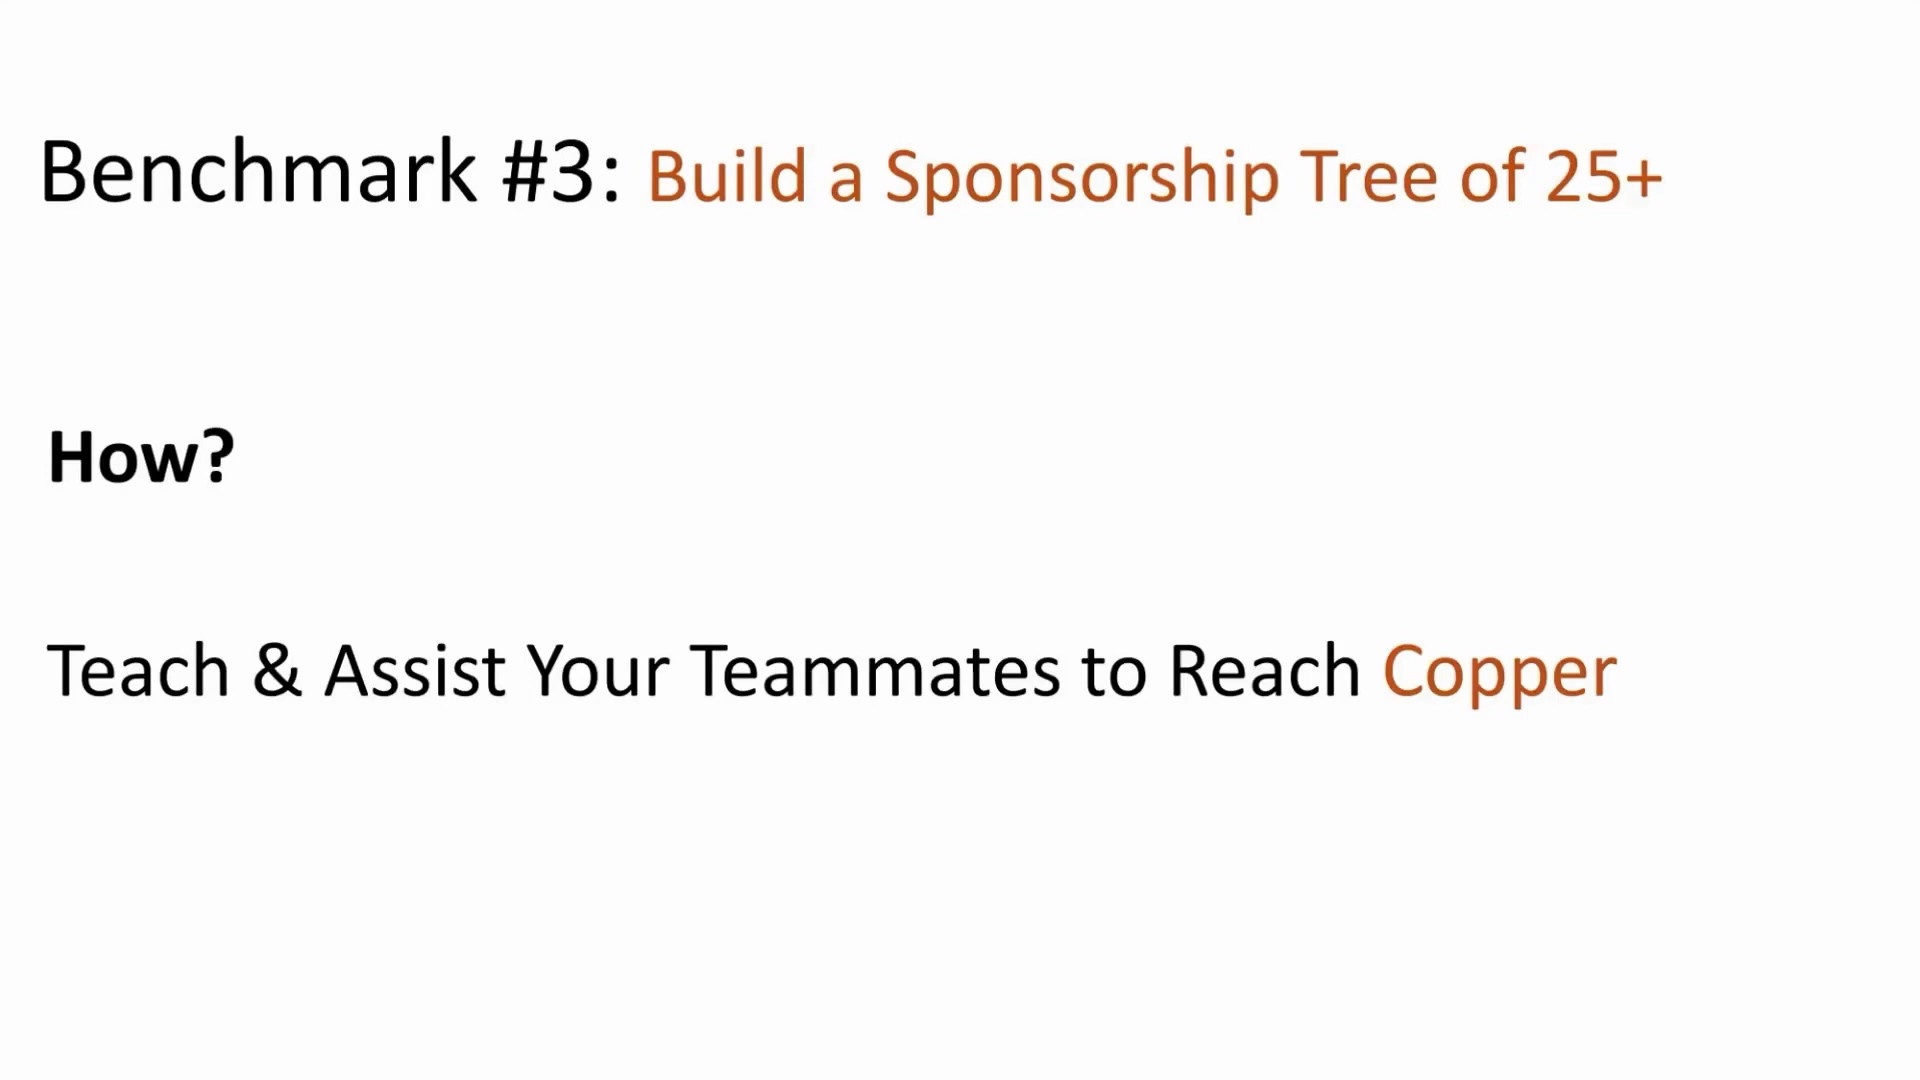 Benchmark #3: Build a Sponsorship Tree of 25+
How?
Teach & Assist Your Teammates to Reach Copper